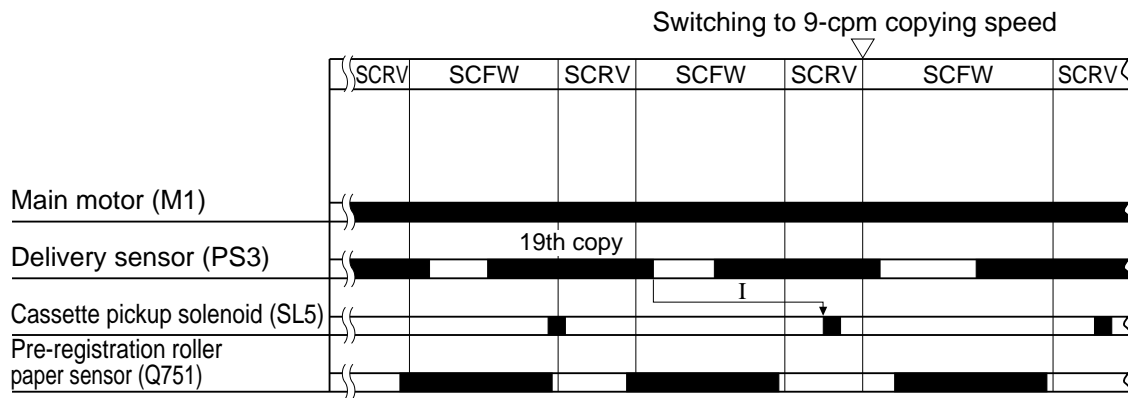 Switching to 9-cpm copying speed
SCRV SCFW SCRV SCFW SCRV SCFW SCRV
Main motor (M1)
19th copy
Delivery sensor (PS3)
I
Cassette pickup solenoid (SL5)
Pre-registration roller
paper sensor (Q751)